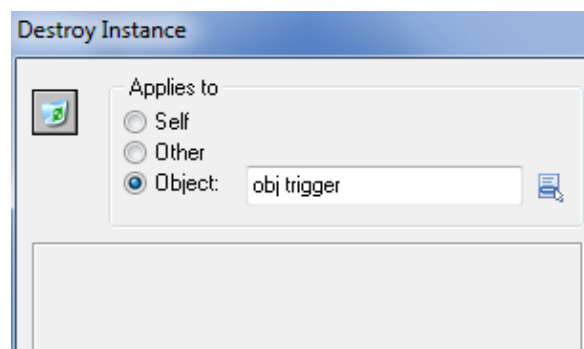 Destroy Instance
Applies to
Self
Other
Object: obj trigger